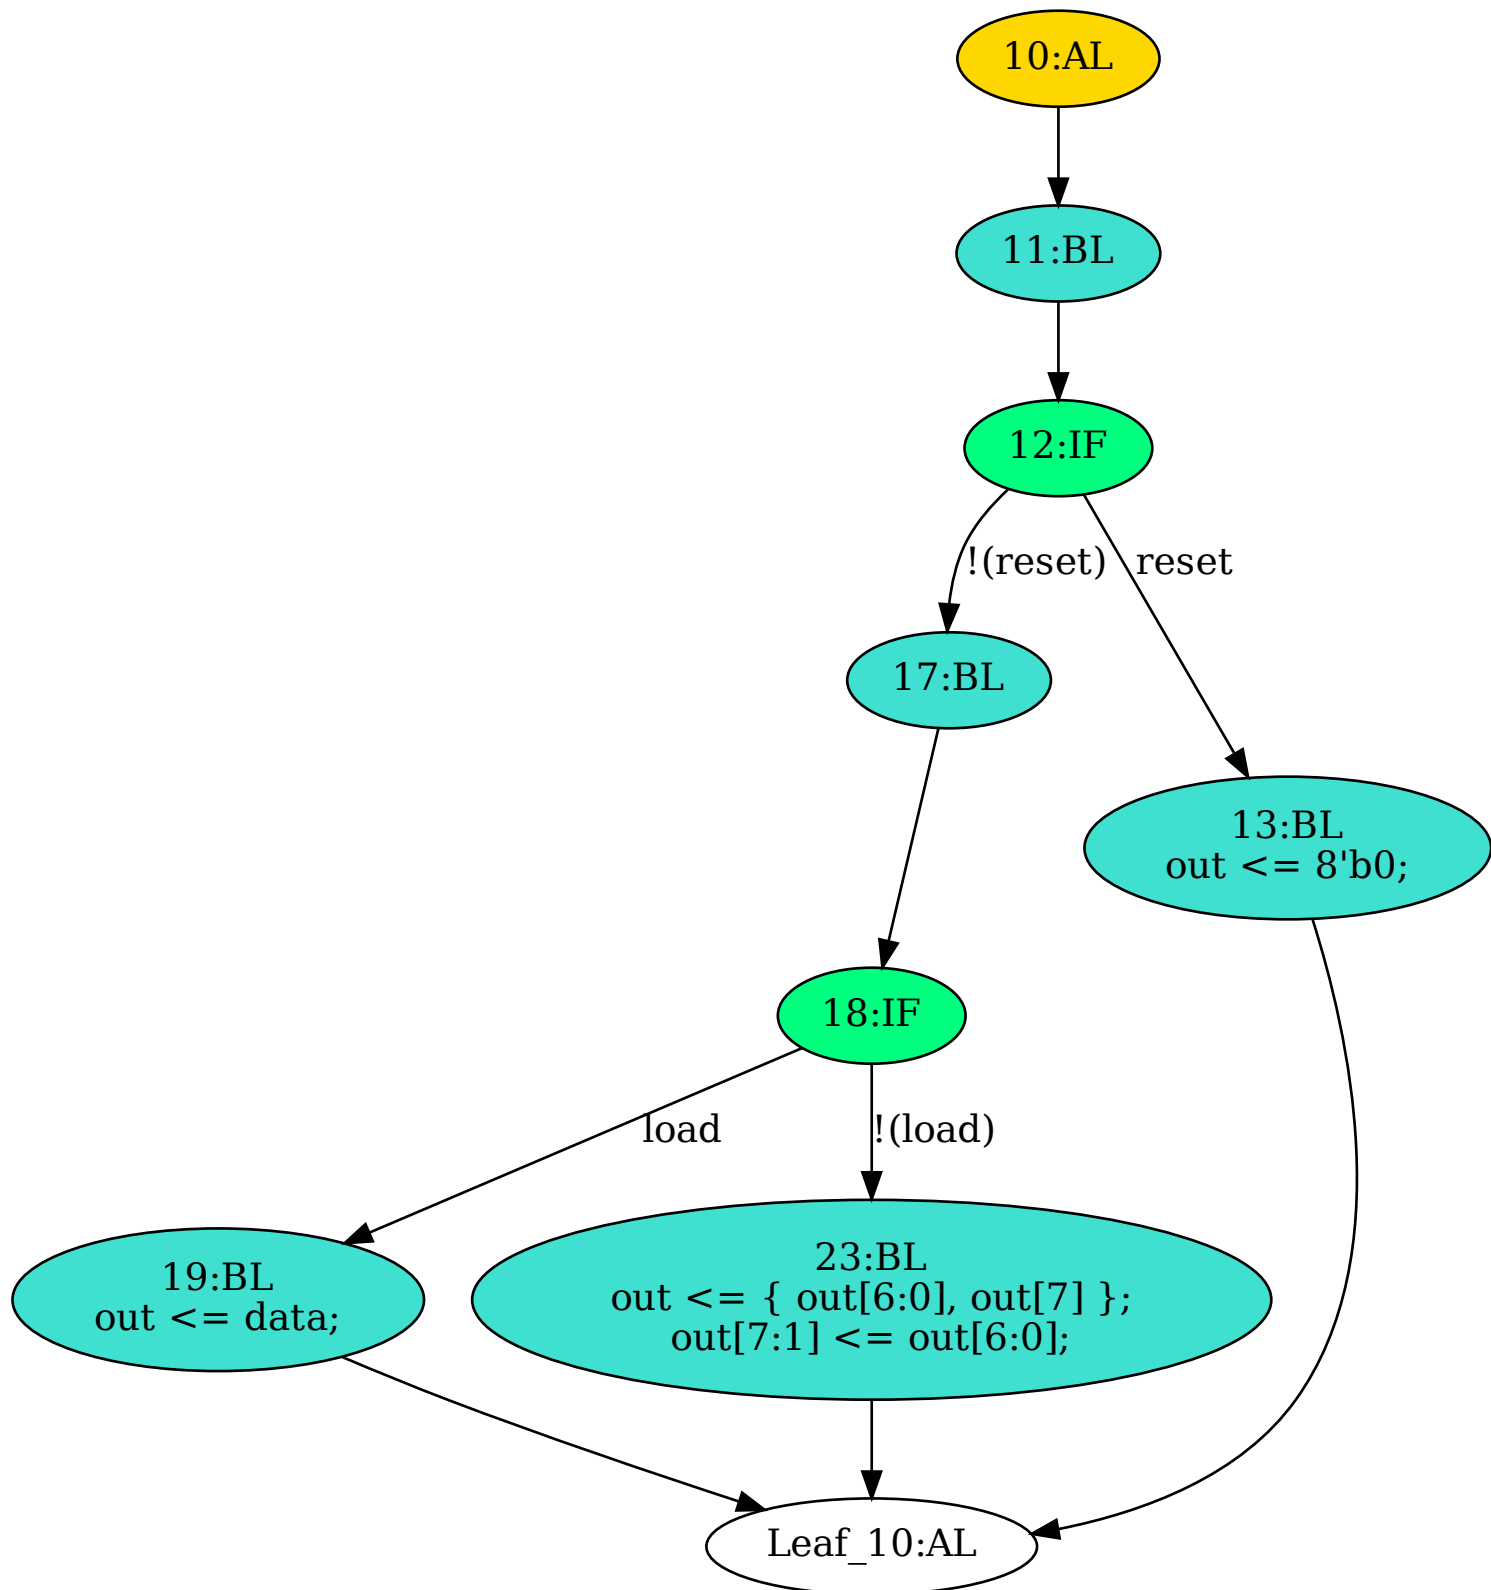 10:AL
11:BL
12:IF
!(reset)
reset
17:BL
13:BL
out <= 8'b0;
18:IF
load
!(load)
19:BL
out <= data;
23:BL
out <= { out[6:0], out[7] };
out[7:1] <= out[6:0];
Leaf_10:AL